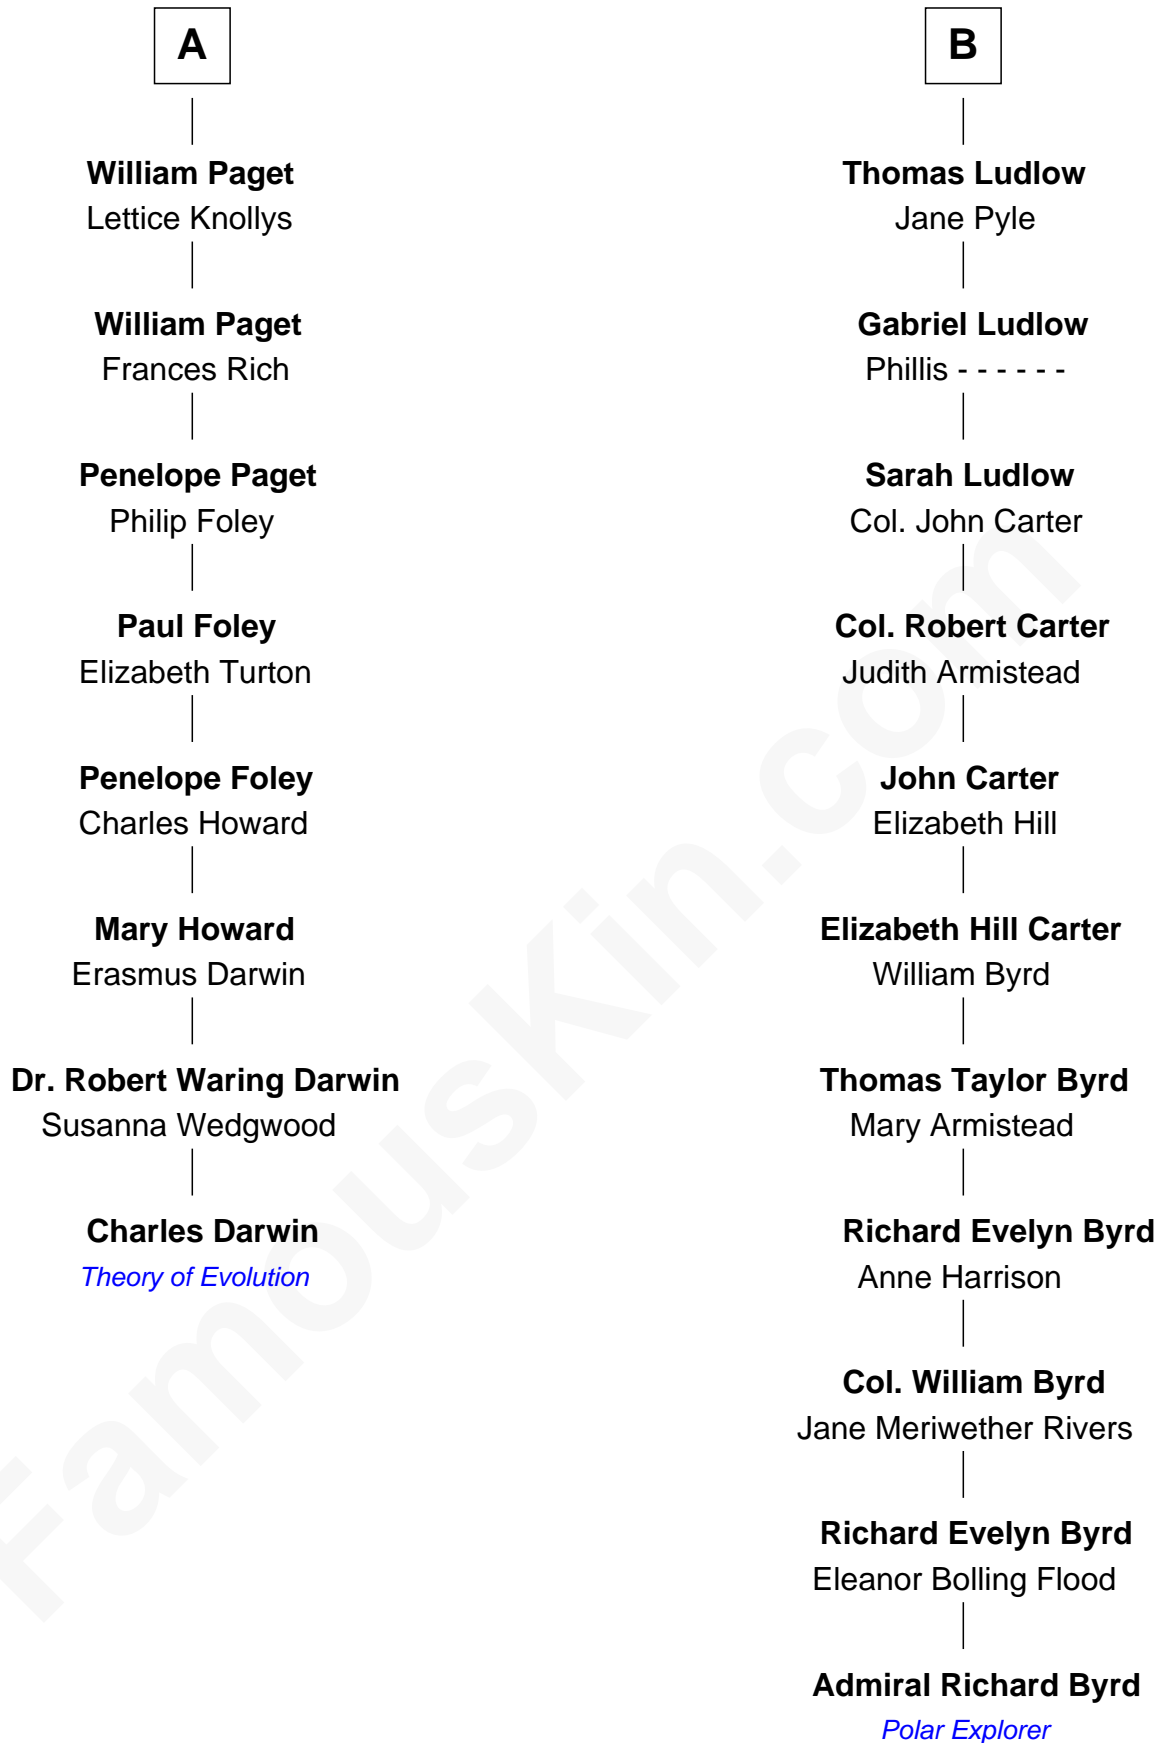 A
William Paget
Lettice Knollys
William Paget
Frances Rich
Penelope Paget
Philip Foley
Paul Foley
Elizabeth Turton
Penelope Foley
Charles Howard
Mary Howard
Erasmus Darwin
Dr. Robert Waring Darwin
Susanna Wedgwood
Charles Darwin
Theory of Evolution
B
Thomas Ludlow
Jane Pyle
Gabriel Ludlow
Phillis - - - - - -
Sarah Ludlow
Col. John Carter
Col. Robert Carter
Judith Armistead
John Carter
Elizabeth Hill
Elizabeth Hill Carter
William Byrd
Thomas Taylor Byrd
Mary Armistead
Richard Evelyn Byrd
Anne Harrison
Col. William Byrd
Jane Meriwether Rivers
Richard Evelyn Byrd
Eleanor Bolling Flood
Admiral Richard Byrd
Polar Explorer
FamousKin.com